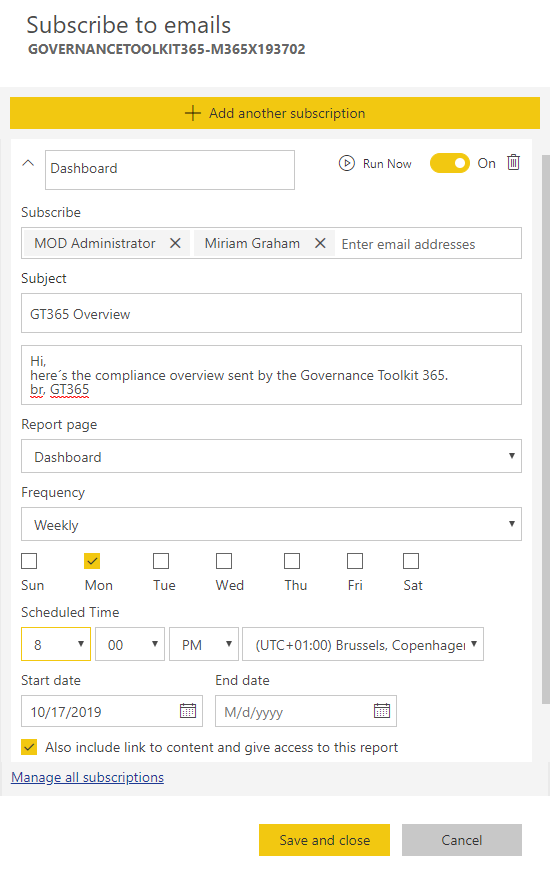 Subscribe to emails
GOVERNANCETOOLKIT365-M365X193702
Add another subscription
Dashboard
Run Now
On
Subscribe
MOD Administrator
Miriam Graham
Enter email addresses
Subject
GT365 Overview
Hi,
here´s the compliance overview sent by the Governance Toolkit 365.
br, GT365
Report page
Dashboard
Frequency
Weekly
Sun Mon Tue Wed Thu Fri Sat
Scheduled Time
8 00 PM (UTC+01:00) Brussels, Copenhagen
Start date End date
10/17/2019 M/d/yyyy
Also include link to content and give access to this report
Manage all subscriptions
Save and close Cancel